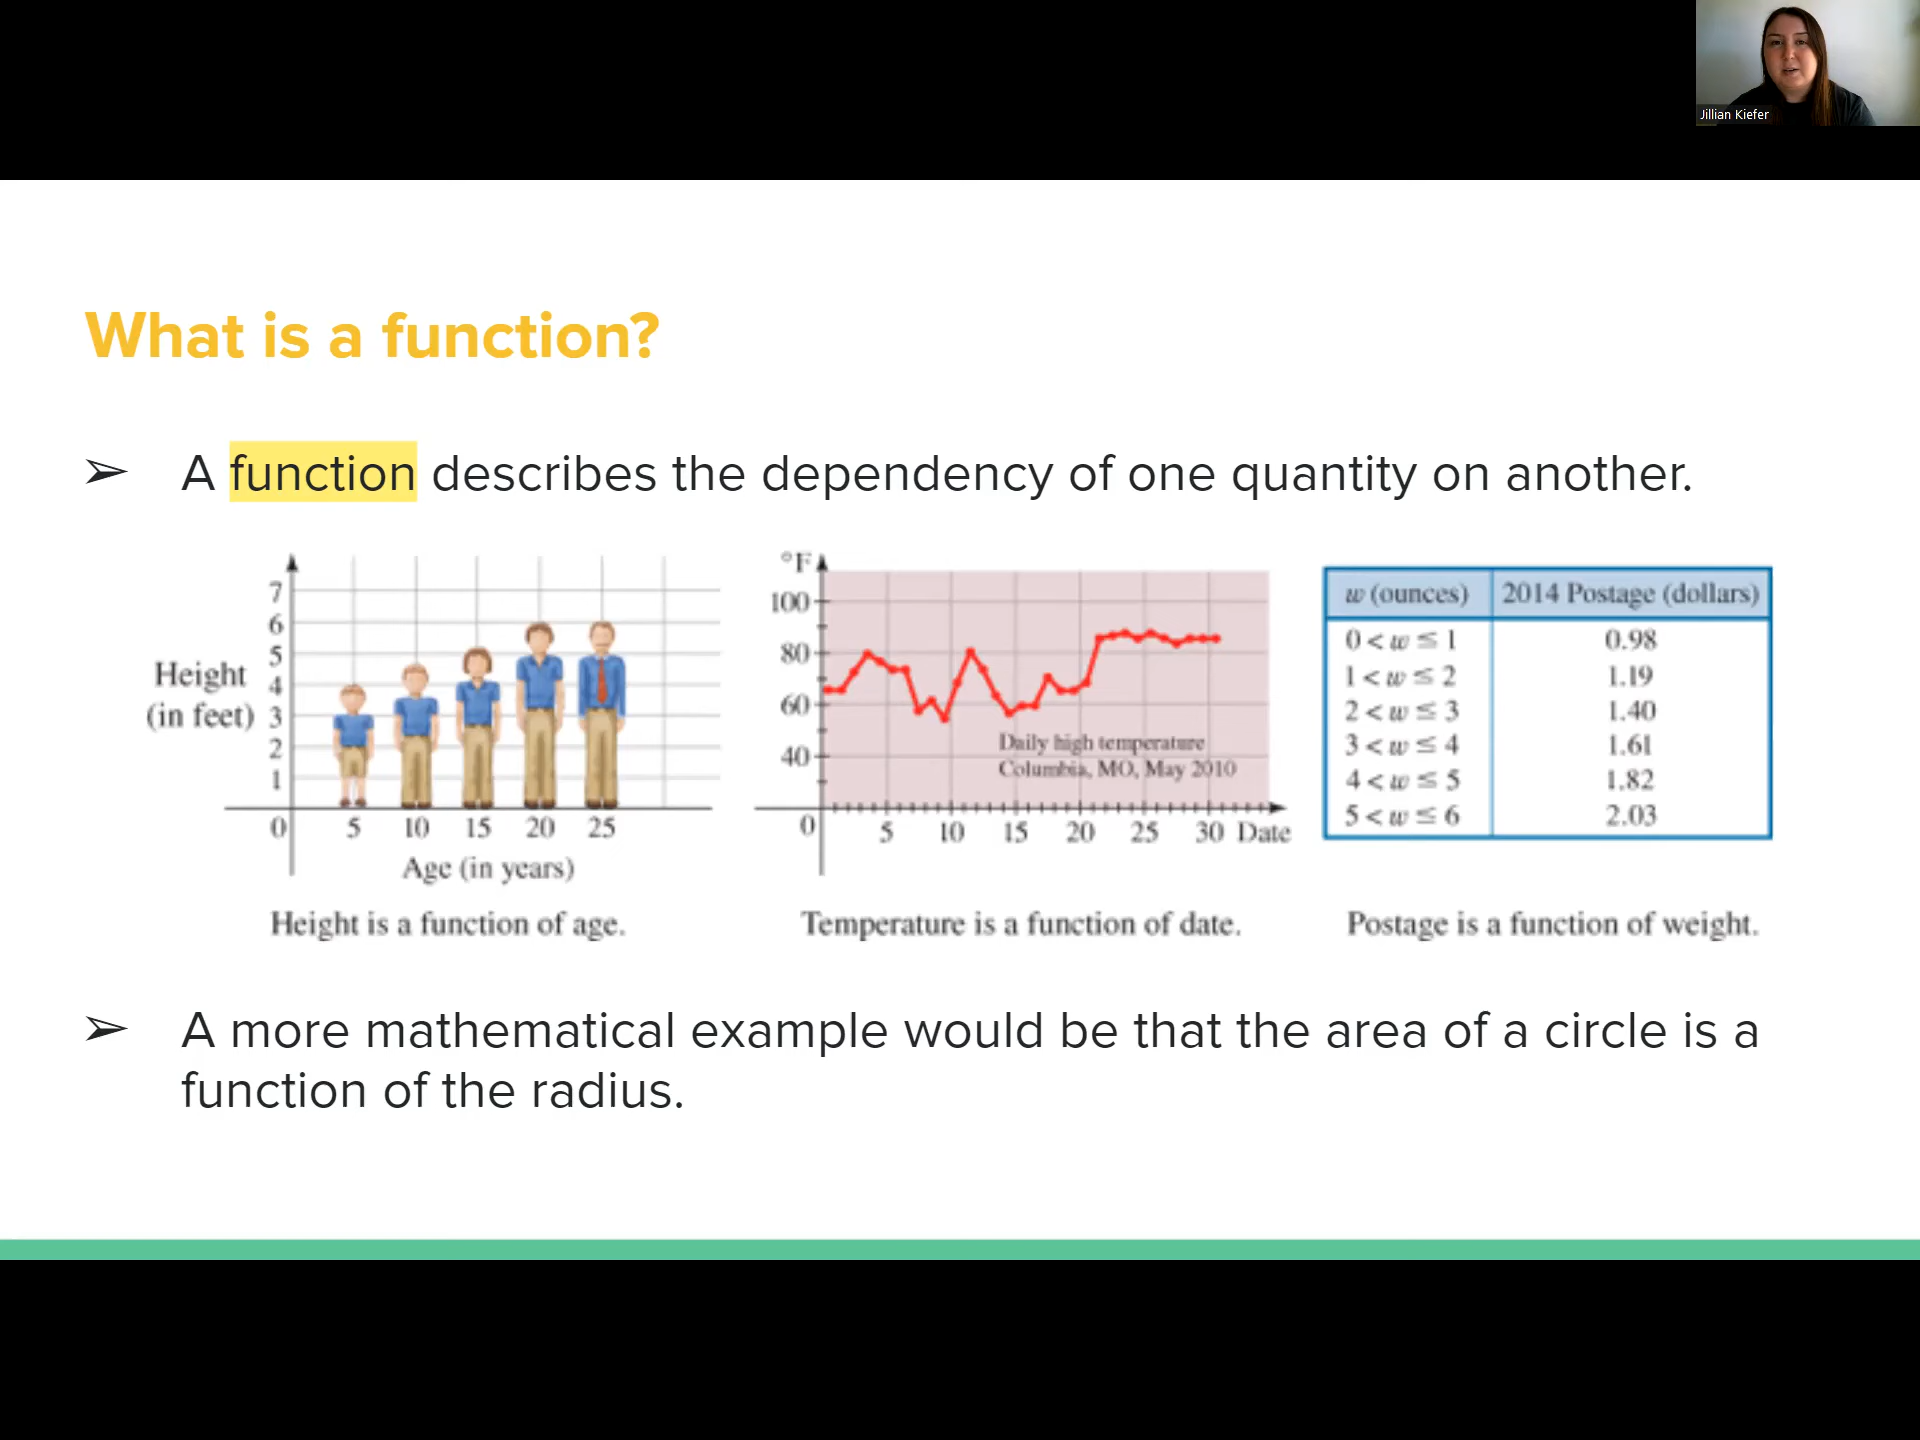 Jillian Kiefer
What is a function?
➢ A function describes the dependency of one quantity on another.
Height
(in feet)
7
6
5
4
3
2
1
0 5 10 15 20 25
Age (in years)
Height is a function of age.
°F
100
80
60
40
Daily high temperature
Columbia, MO, May 2010
0 5 10 15 20 25 30 Date
Temperature is a function of date.
w (ounces) 2014 Postage (dollars)
0 < w ≤ 1 0.98
1 < w ≤ 2 1.19
2 < w ≤ 3 1.40
3 < w ≤ 4 1.61
4 < w ≤ 5 1.82
5 < w ≤ 6 2.03
Postage is a function of weight.
➢ A more mathematical example would be that the area of a circle is a
function of the radius.